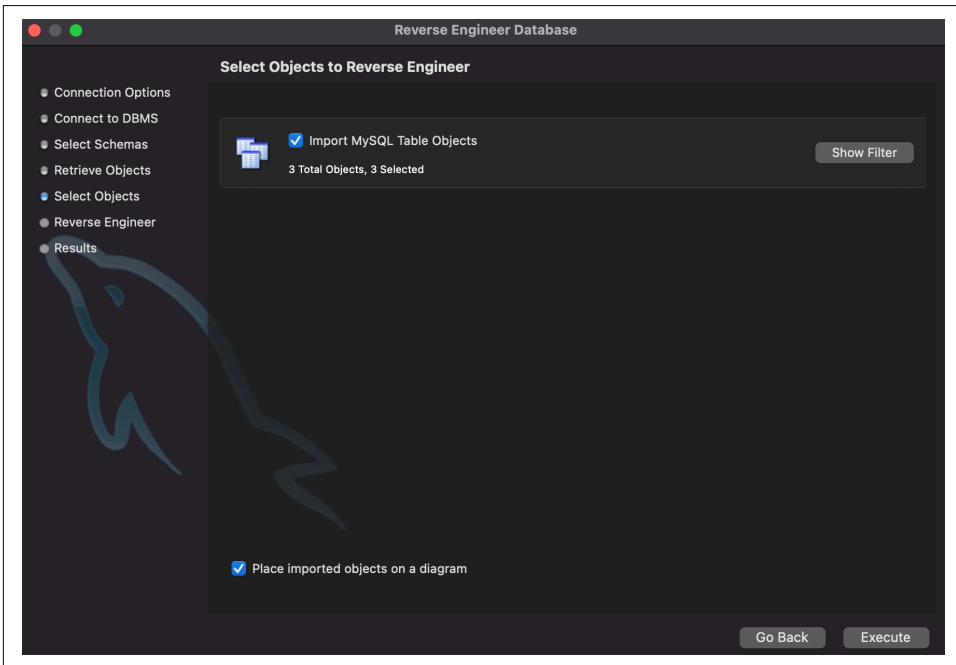 Reverse Engineer Database
Select Objects to Reverse Engineer
Connection Options
Connect to DBMS
Select Schemas
Retrieve Objects
Select Objects
Reverse Engineer
Results
Import MySQL Table Objects
3 Total Objects, 3 Selected
Show Filter
Place imported objects on a diagram
Go Back
Execute